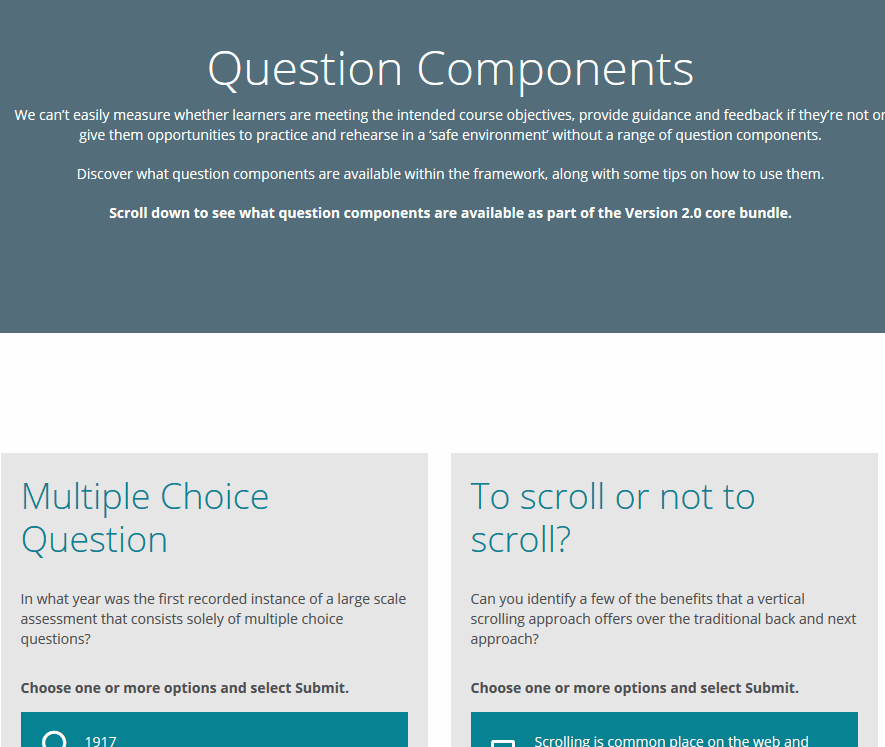 Question Components
We can’t easily measure whether learners are meeting the intended course objectives, provide guidance and feedback if they’re not or
give them opportunities to practice and rehearse in a ‘safe environment’ without a range of question components.
Discover what question components are available within the framework, along with some tips on how to use them.
Scroll down to see what question components are available as part of the Version 2.0 core bundle.
Multiple Choice
Question
In what year was the first recorded instance of a large scale
assessment that consists solely of multiple choice
questions?
Choose one or more options and select Submit.
1917
To scroll or not to
scroll?
Can you identify a few of the benefits that a vertical
scrolling approach offers over the traditional back and next
approach?
Choose one or more options and select Submit.
Scrolling is common place on the web and